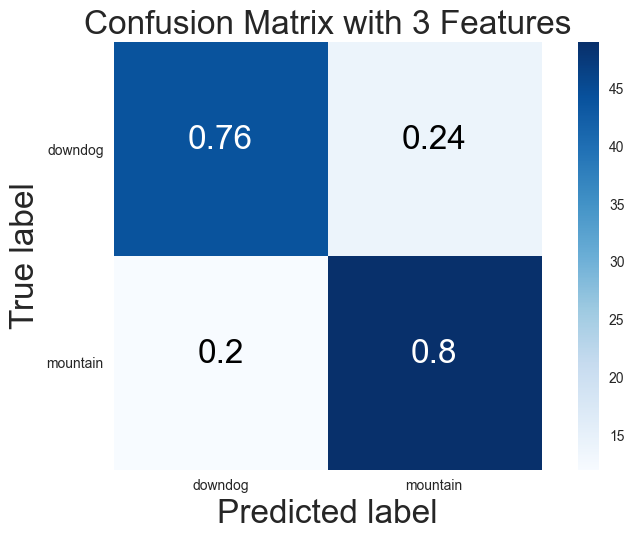 Confusion Matrix with 3 Features
True label
downdog
0.76
0.24
mountain
0.2
0.8
downdog
mountain
Predicted label
45
40
35
30
25
20
15